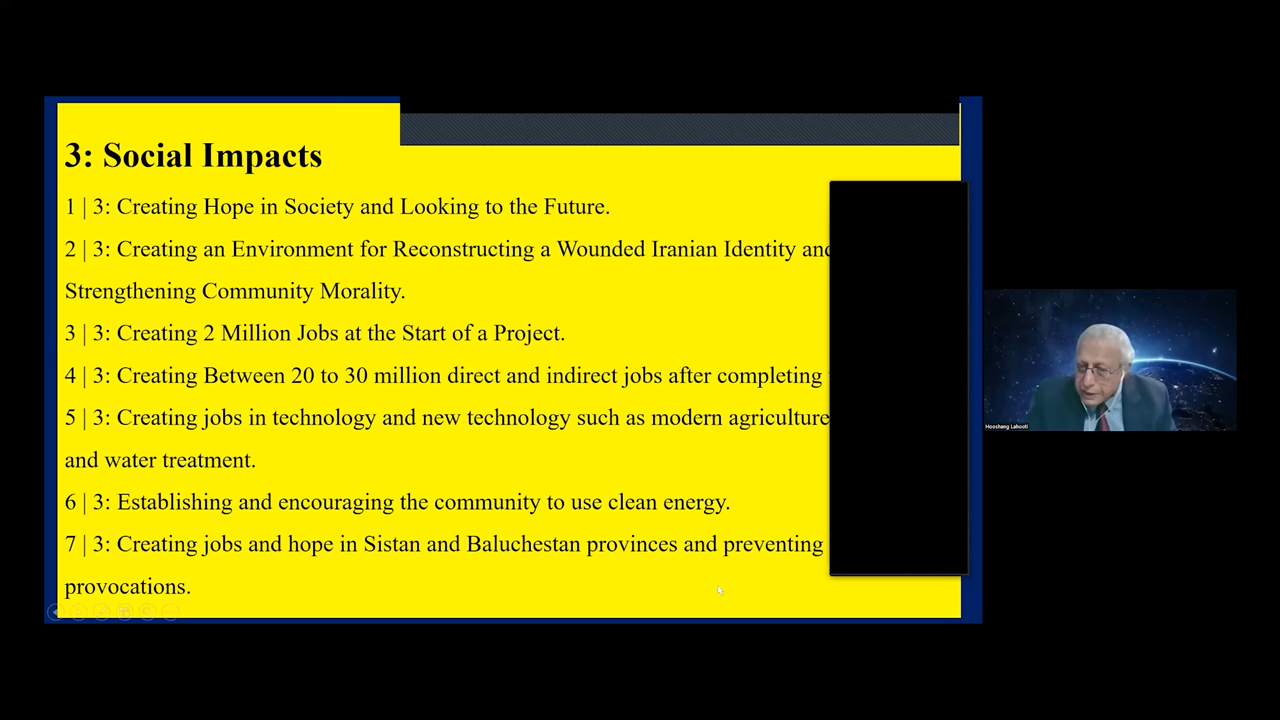 3: Social Impacts
1 | 3: Creating Hope in Society and Looking to the Future.
2 | 3: Creating an Environment for Reconstructing a Wounded Iranian Identity and
Strengthening Community Morality.
3 | 3: Creating 2 Million Jobs at the Start of a Project.
4 | 3: Creating Between 20 to 30 million direct and indirect jobs after completing
5 | 3: Creating jobs in technology and new technology such as modern agriculture
and water treatment.
6 | 3: Establishing and encouraging the community to use clean energy.
7 | 3: Creating jobs and hope in Sistan and Baluchestan provinces and preventing
provocations.
Hooshang Lahooti